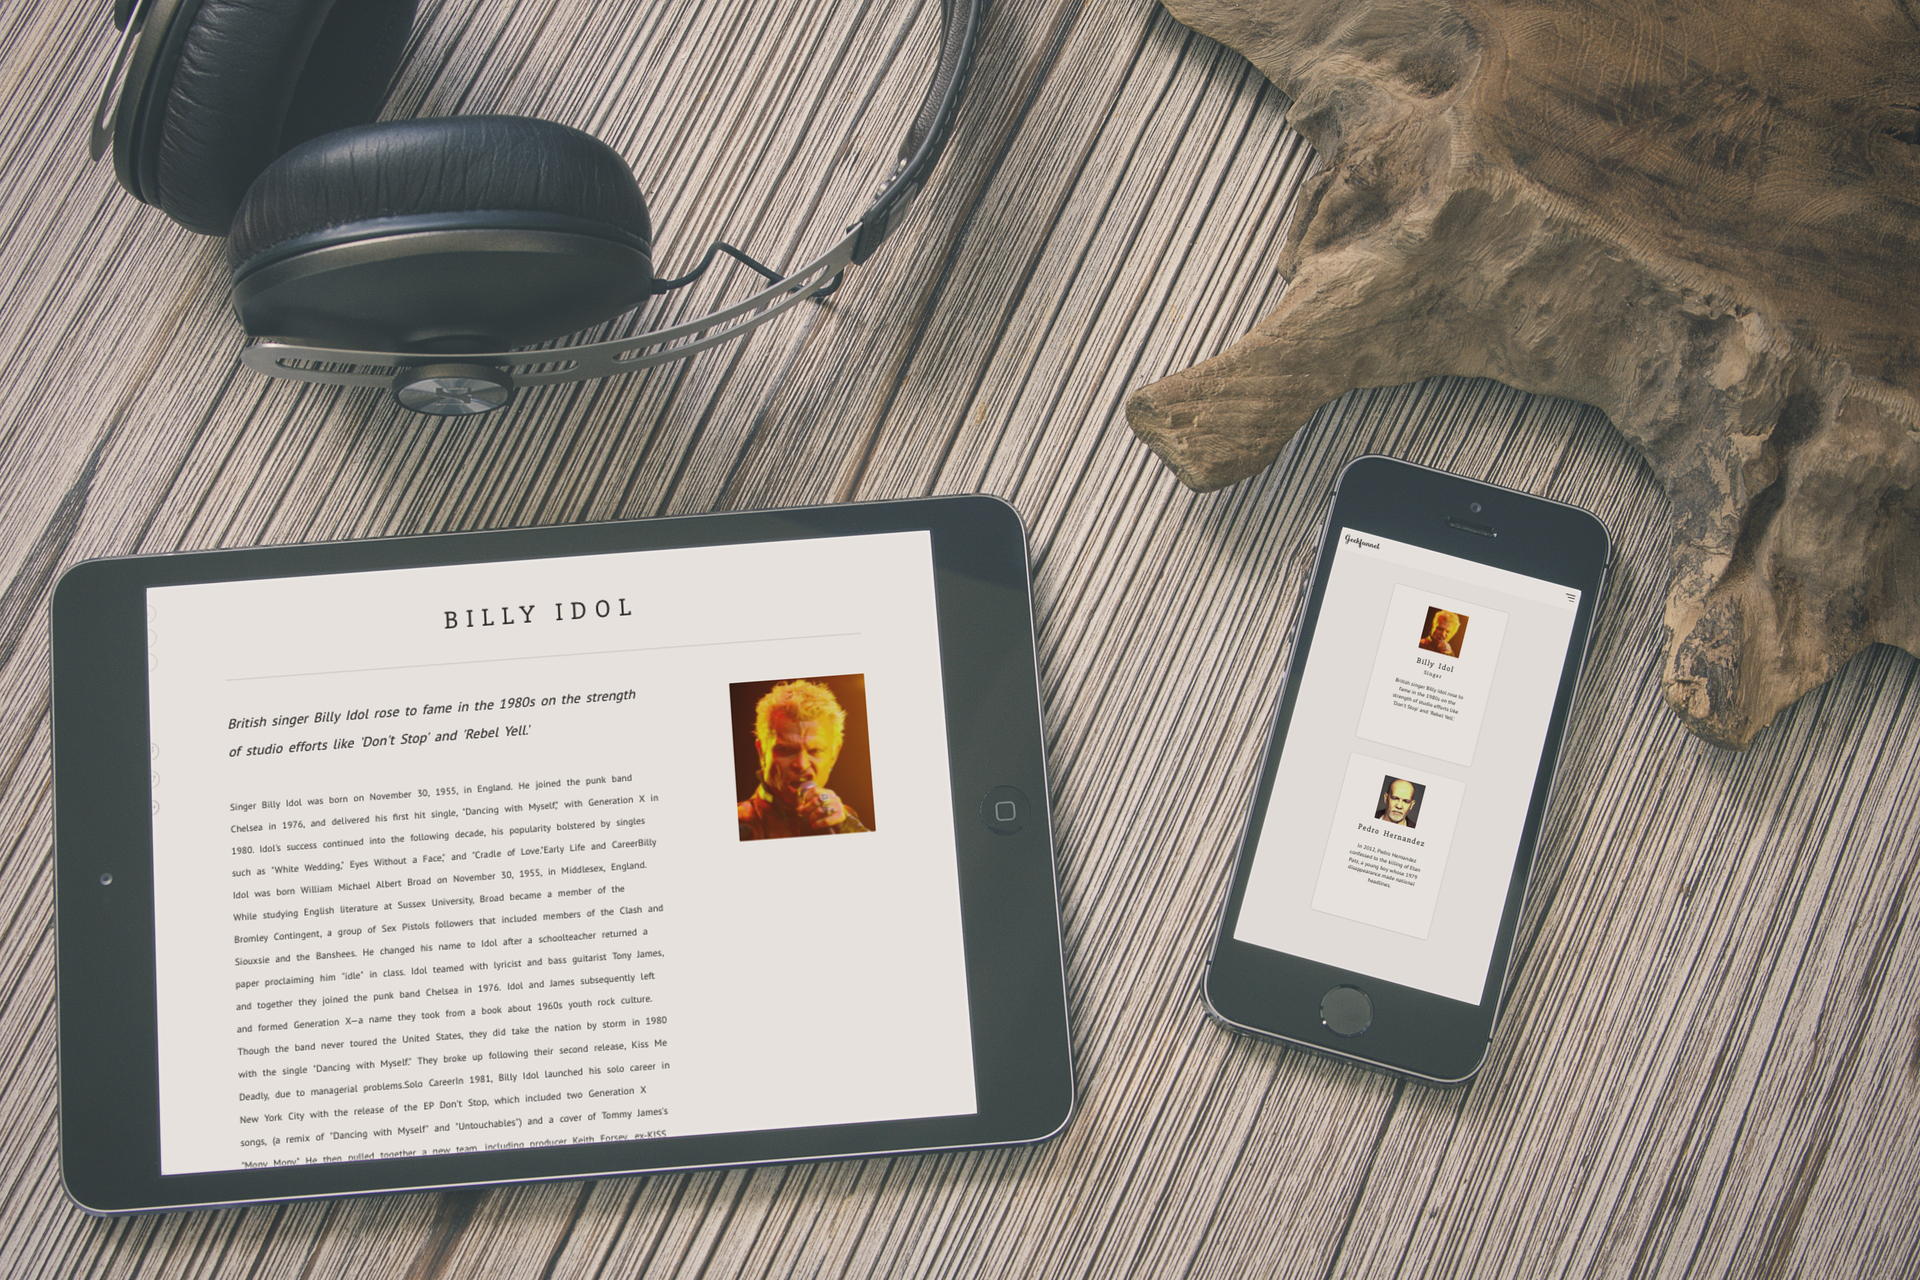 BILLY IDOL
British singer Billy Idol rose to fame in the 1980s on the strength
of studio efforts like 'Don't Stop' and 'Rebel Yell.'
Singer Billy Idol was born on November 30, 1955, in England. He joined the punk band
Chelsea in 1976, and delivered his first hit single, "Dancing with Myself," with Generation X in
1980. Idol's success continued into the following decade, his popularity bolstered by singles
such as "White Wedding," Eyes Without a Face," and "Cradle of Love."Early Life and CareerBilly
Idol was born William Michael Albert Broad on November 30, 1955, in Middlesex, England.
While studying English literature at Sussex University, Broad became a member of the
Bromley Contingent, a group of Sex Pistols followers that included members of the Clash and
Siouxsie and the Banshees. He changed his name to Idol after a schoolteacher returned a
paper proclaiming him "idle" in class. Idol teamed with lyricist and bass guitarist Tony James,
and together they joined the punk band Chelsea in 1976. Idol and James subsequently left
and formed Generation X—a name they took from a book about 1960s youth rock culture.
Though the band never toured the United States, they did take the nation by storm in 1980
with the single "Dancing with Myself." They broke up following their second release, Kiss Me
Deadly, due to managerial problems.Solo CareerIn 1981, Billy Idol launched his solo career in
New York City with the release of the EP Don't Stop, which included two Generation X
songs, (a remix of "Dancing with Myself" and "Untouchables") and a cover of Tommy James's
"Mony Mony." He then pulled together a new team, including producer Keith Forsey, ex-KISS
Geekfunnel
Billy Idol
Singer
British singer Billy Idol rose to
fame in the 1980s on the
strength of studio efforts like
'Don't Stop' and 'Rebel Yell.'
Pedro Hernandez
In 2012, Pedro Hernandez
confessed to the killing of Etan
Patz, a young boy whose 1979
disappearance made national
headlines.